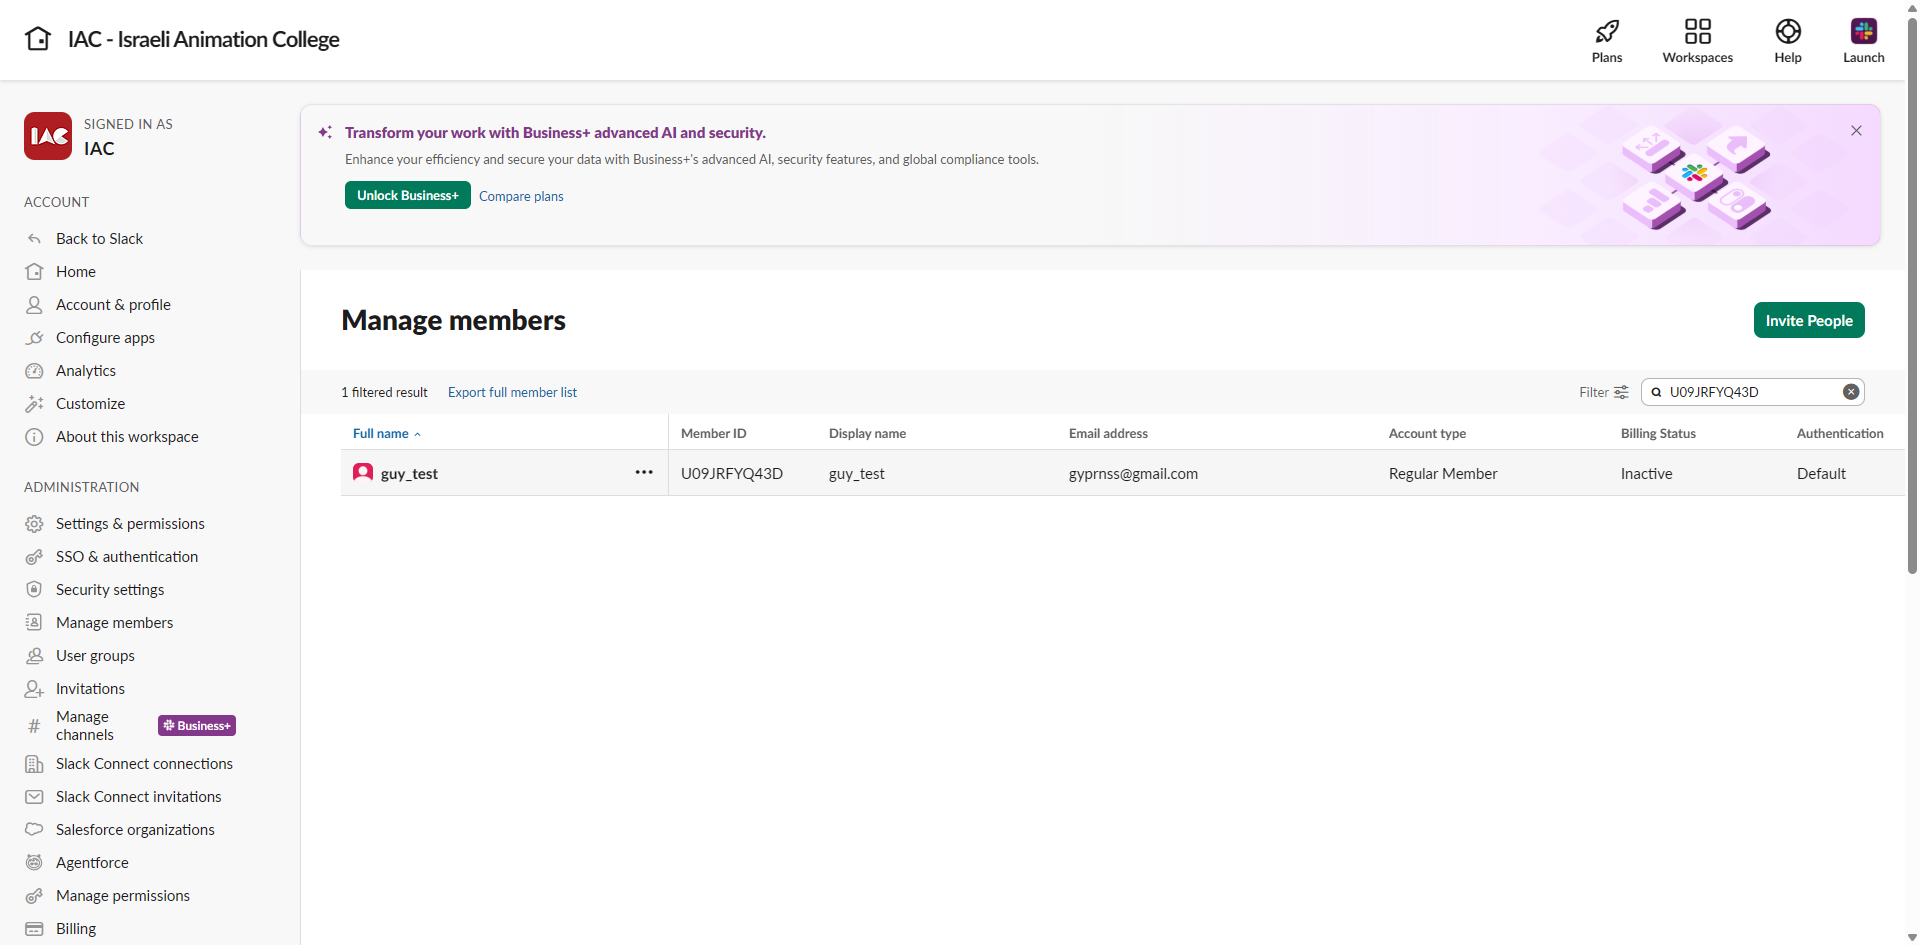 IAC - Israeli Animation College
Plans
Workspaces
Help
Launch
IAC
SIGNED IN AS
IAC
ACCOUNT
Back to Slack
Home
Account & profile
Configure apps
Analytics
Customize
About this workspace
ADMINISTRATION
Settings & permissions
SSO & authentication
Security settings
Manage members
User groups
Invitations
Manage channels
Business+
Slack Connect connections
Slack Connect invitations
Salesforce organizations
Agentforce
Manage permissions
Billing
Transform your work with Business+ advanced AI and security.
Enhance your efficiency and secure your data with Business+'s advanced AI, security features, and global compliance tools.
Unlock Business+
Compare plans
Manage members
Invite People
1 filtered result
Export full member list
Filter
U09JRFYQ43D
Full name Member ID Display name Email address Account type Billing Status Authentication
guy_test U09JRFYQ43D guy_test gyprnss@gmail.com Regular Member Inactive Default